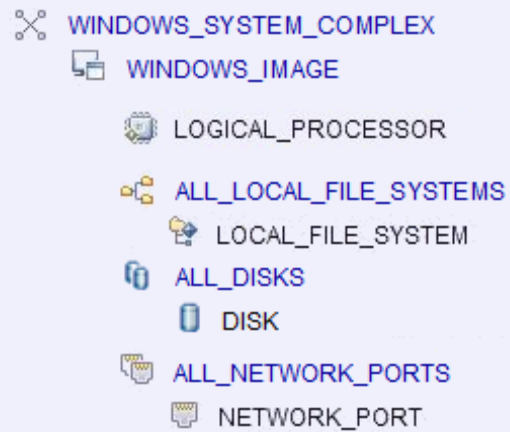 WINDOWS_SYSTEM_COMPLEX
WINDOWS_IMAGE
LOGICAL_PROCESSOR
ALL_LOCAL_FILE_SYSTEMS
LOCAL_FILE_SYSTEM
ALL_DISKS
DISK
ALL_NETWORK_PORTS
NETWORK_PORT